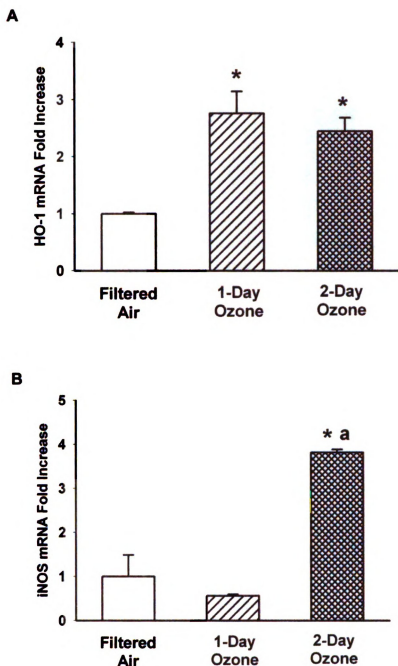 A
HO-1 mRNA Fold Increase
4
3
2
1
0
*
*
Filtered Air
1-Day Ozone
2-Day Ozone
B
iNOS mRNA Fold Increase
5
4
3
2
1
0
* a
Filtered Air
1-Day Ozone
2-Day Ozone